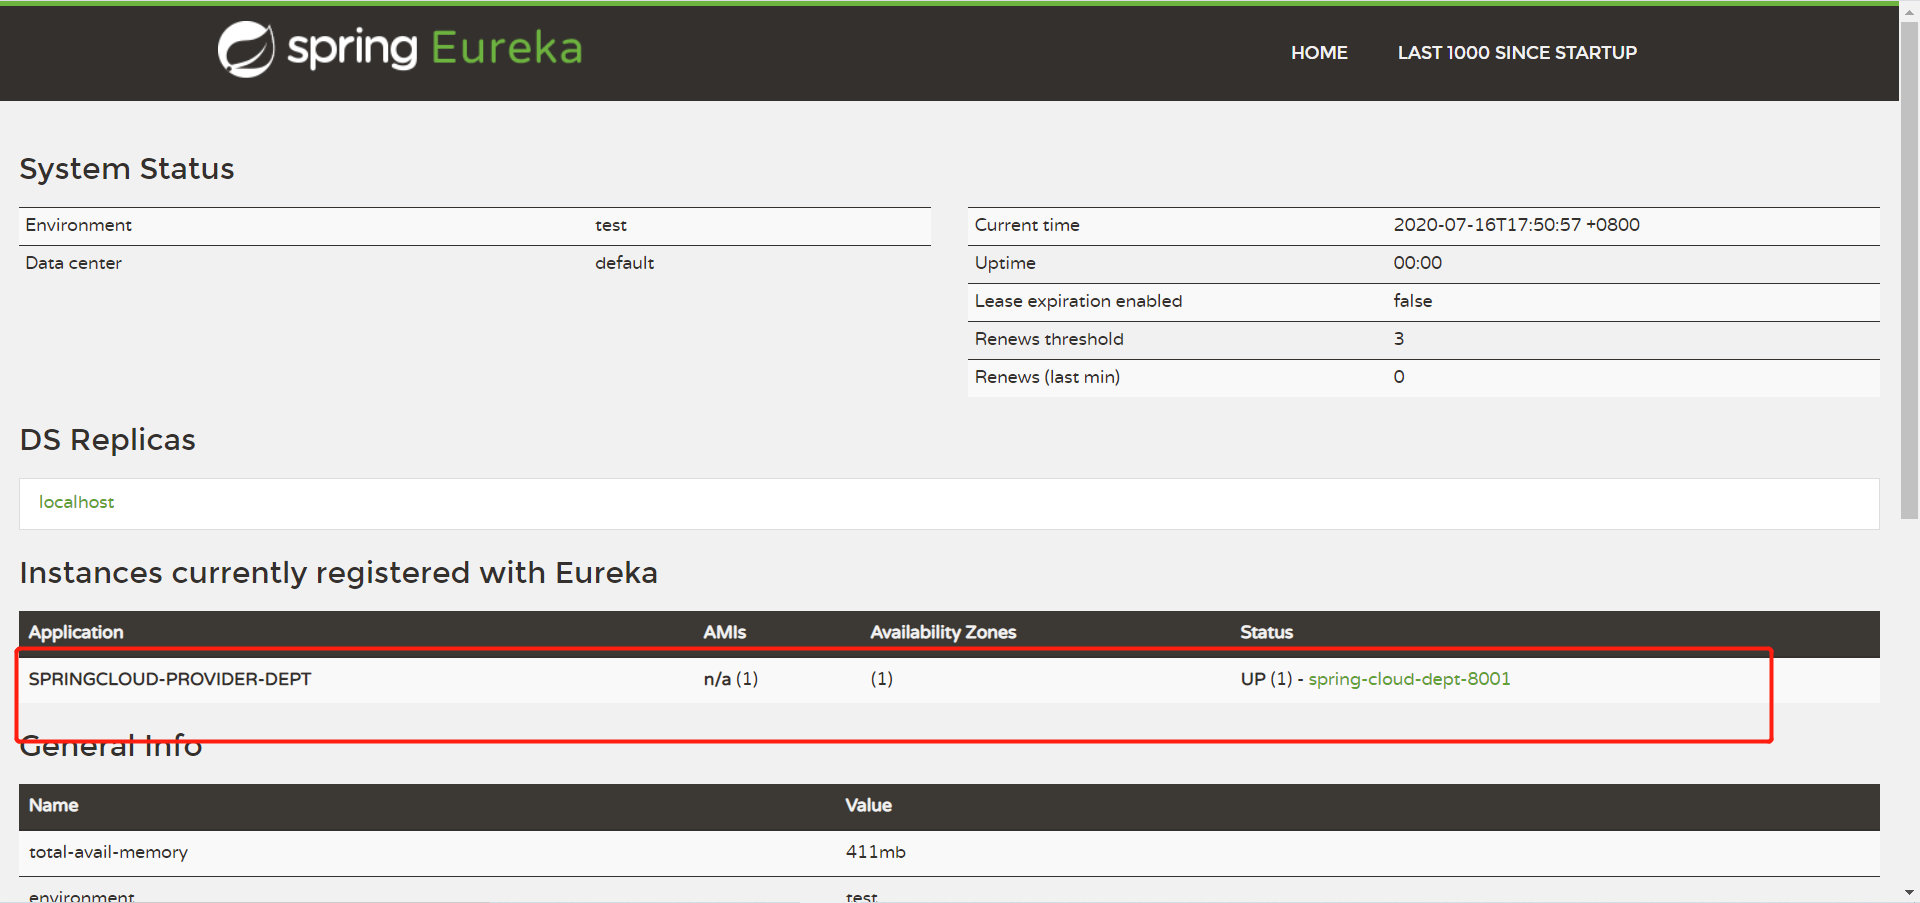 spring Eureka
HOME LAST 1000 SINCE STARTUP
System Status
Environment test
Data center default
Current time 2020-07-16T17:50:57 +0800
Uptime 00:00
Lease expiration enabled false
Renews threshold 3
Renews (last min) 0
DS Replicas
localhost
Instances currently registered with Eureka
Application AMIs Availability Zones Status
SPRINGCLOUD-PROVIDER-DEPT n/a (1) (1) UP (1) - spring-cloud-dept-8001
General Info
Name Value
total-avail-memory 411mb
environment test